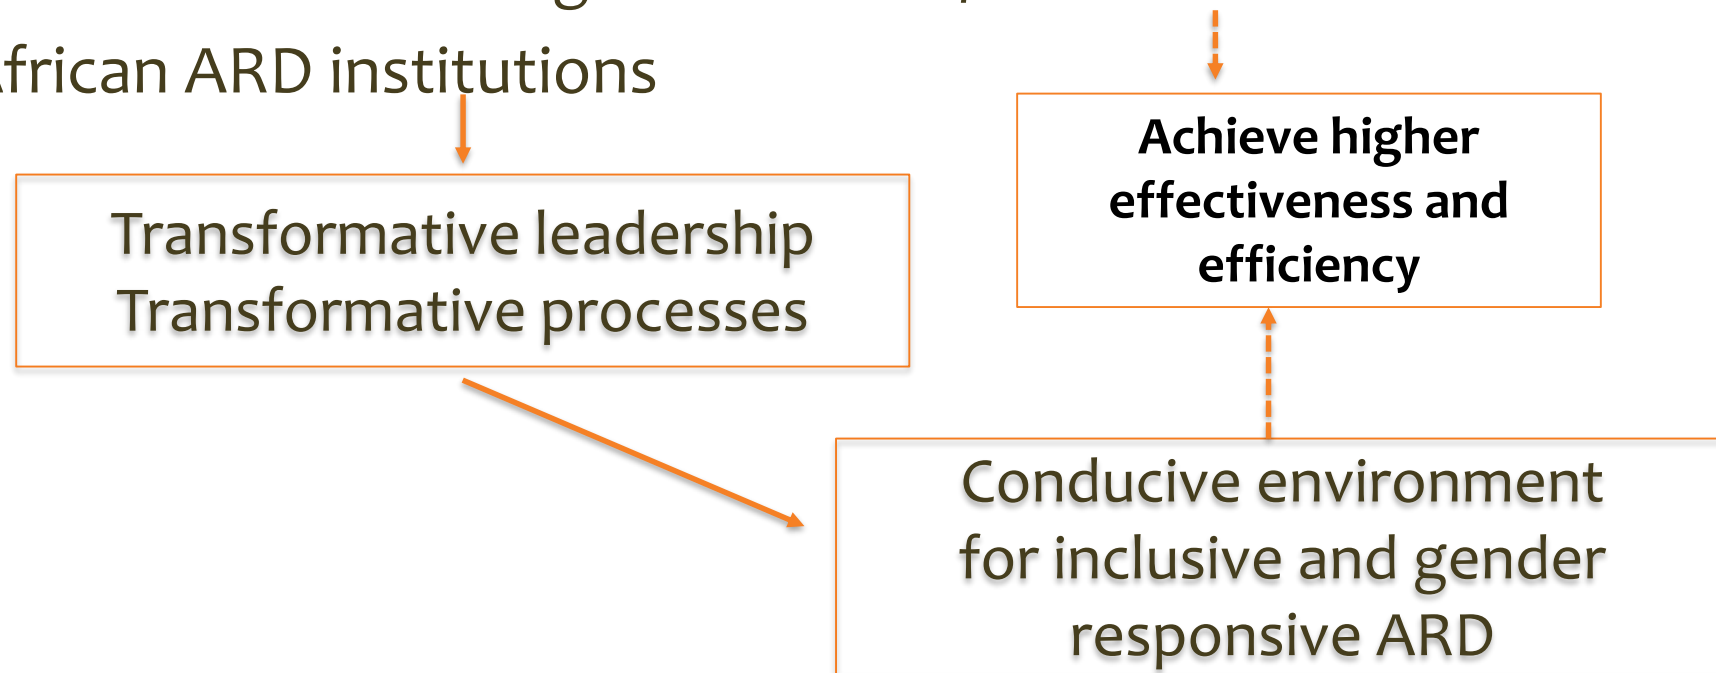 African ARD institutions
Transformative leadership
Transformative processes
Achieve higher
effectiveness and
efficiency
Conducive environment
for inclusive and gender
responsive ARD